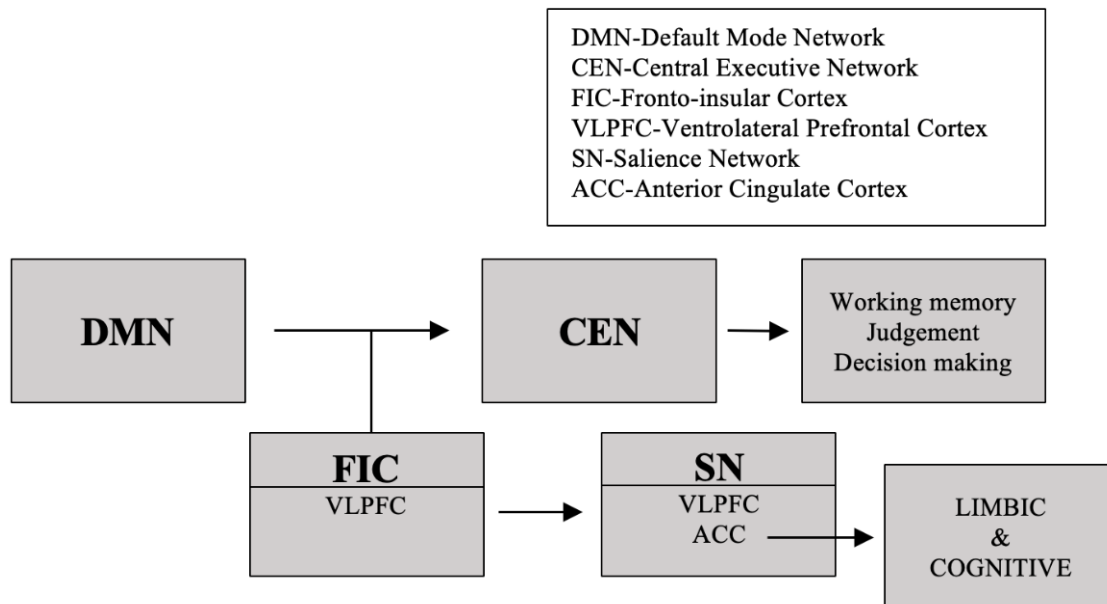 DMN-Default Mode Network
CEN-Central Executive Network
FIC-Fronto-insular Cortex
VLPFC-Ventrolateral Prefrontal Cortex
SN-Salience Network
ACC-Anterior Cingulate Cortex
DMN
CEN
Working memory
Judgement
Decision making
FIC
VLPFC
SN
VLPFC
ACC
LIMBIC
&
COGNITIVE